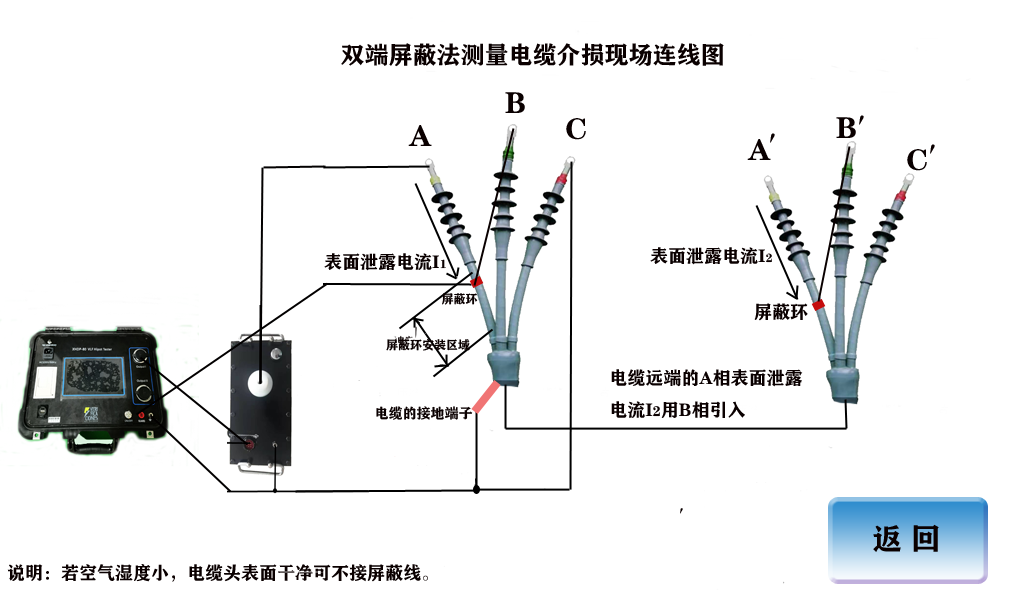 双端屏蔽法测量电缆介损现场连线图
A
B
C
A′
B′
C′
表面泄露电流I1
表面泄露电流I2
屏蔽环
屏蔽环
屏蔽环安装区域
电缆远端的A相表面泄露
电流I2用B相引入
电缆的接地端子
返 回
说明：若空气湿度小，电缆头表面干净可不接屏蔽线。